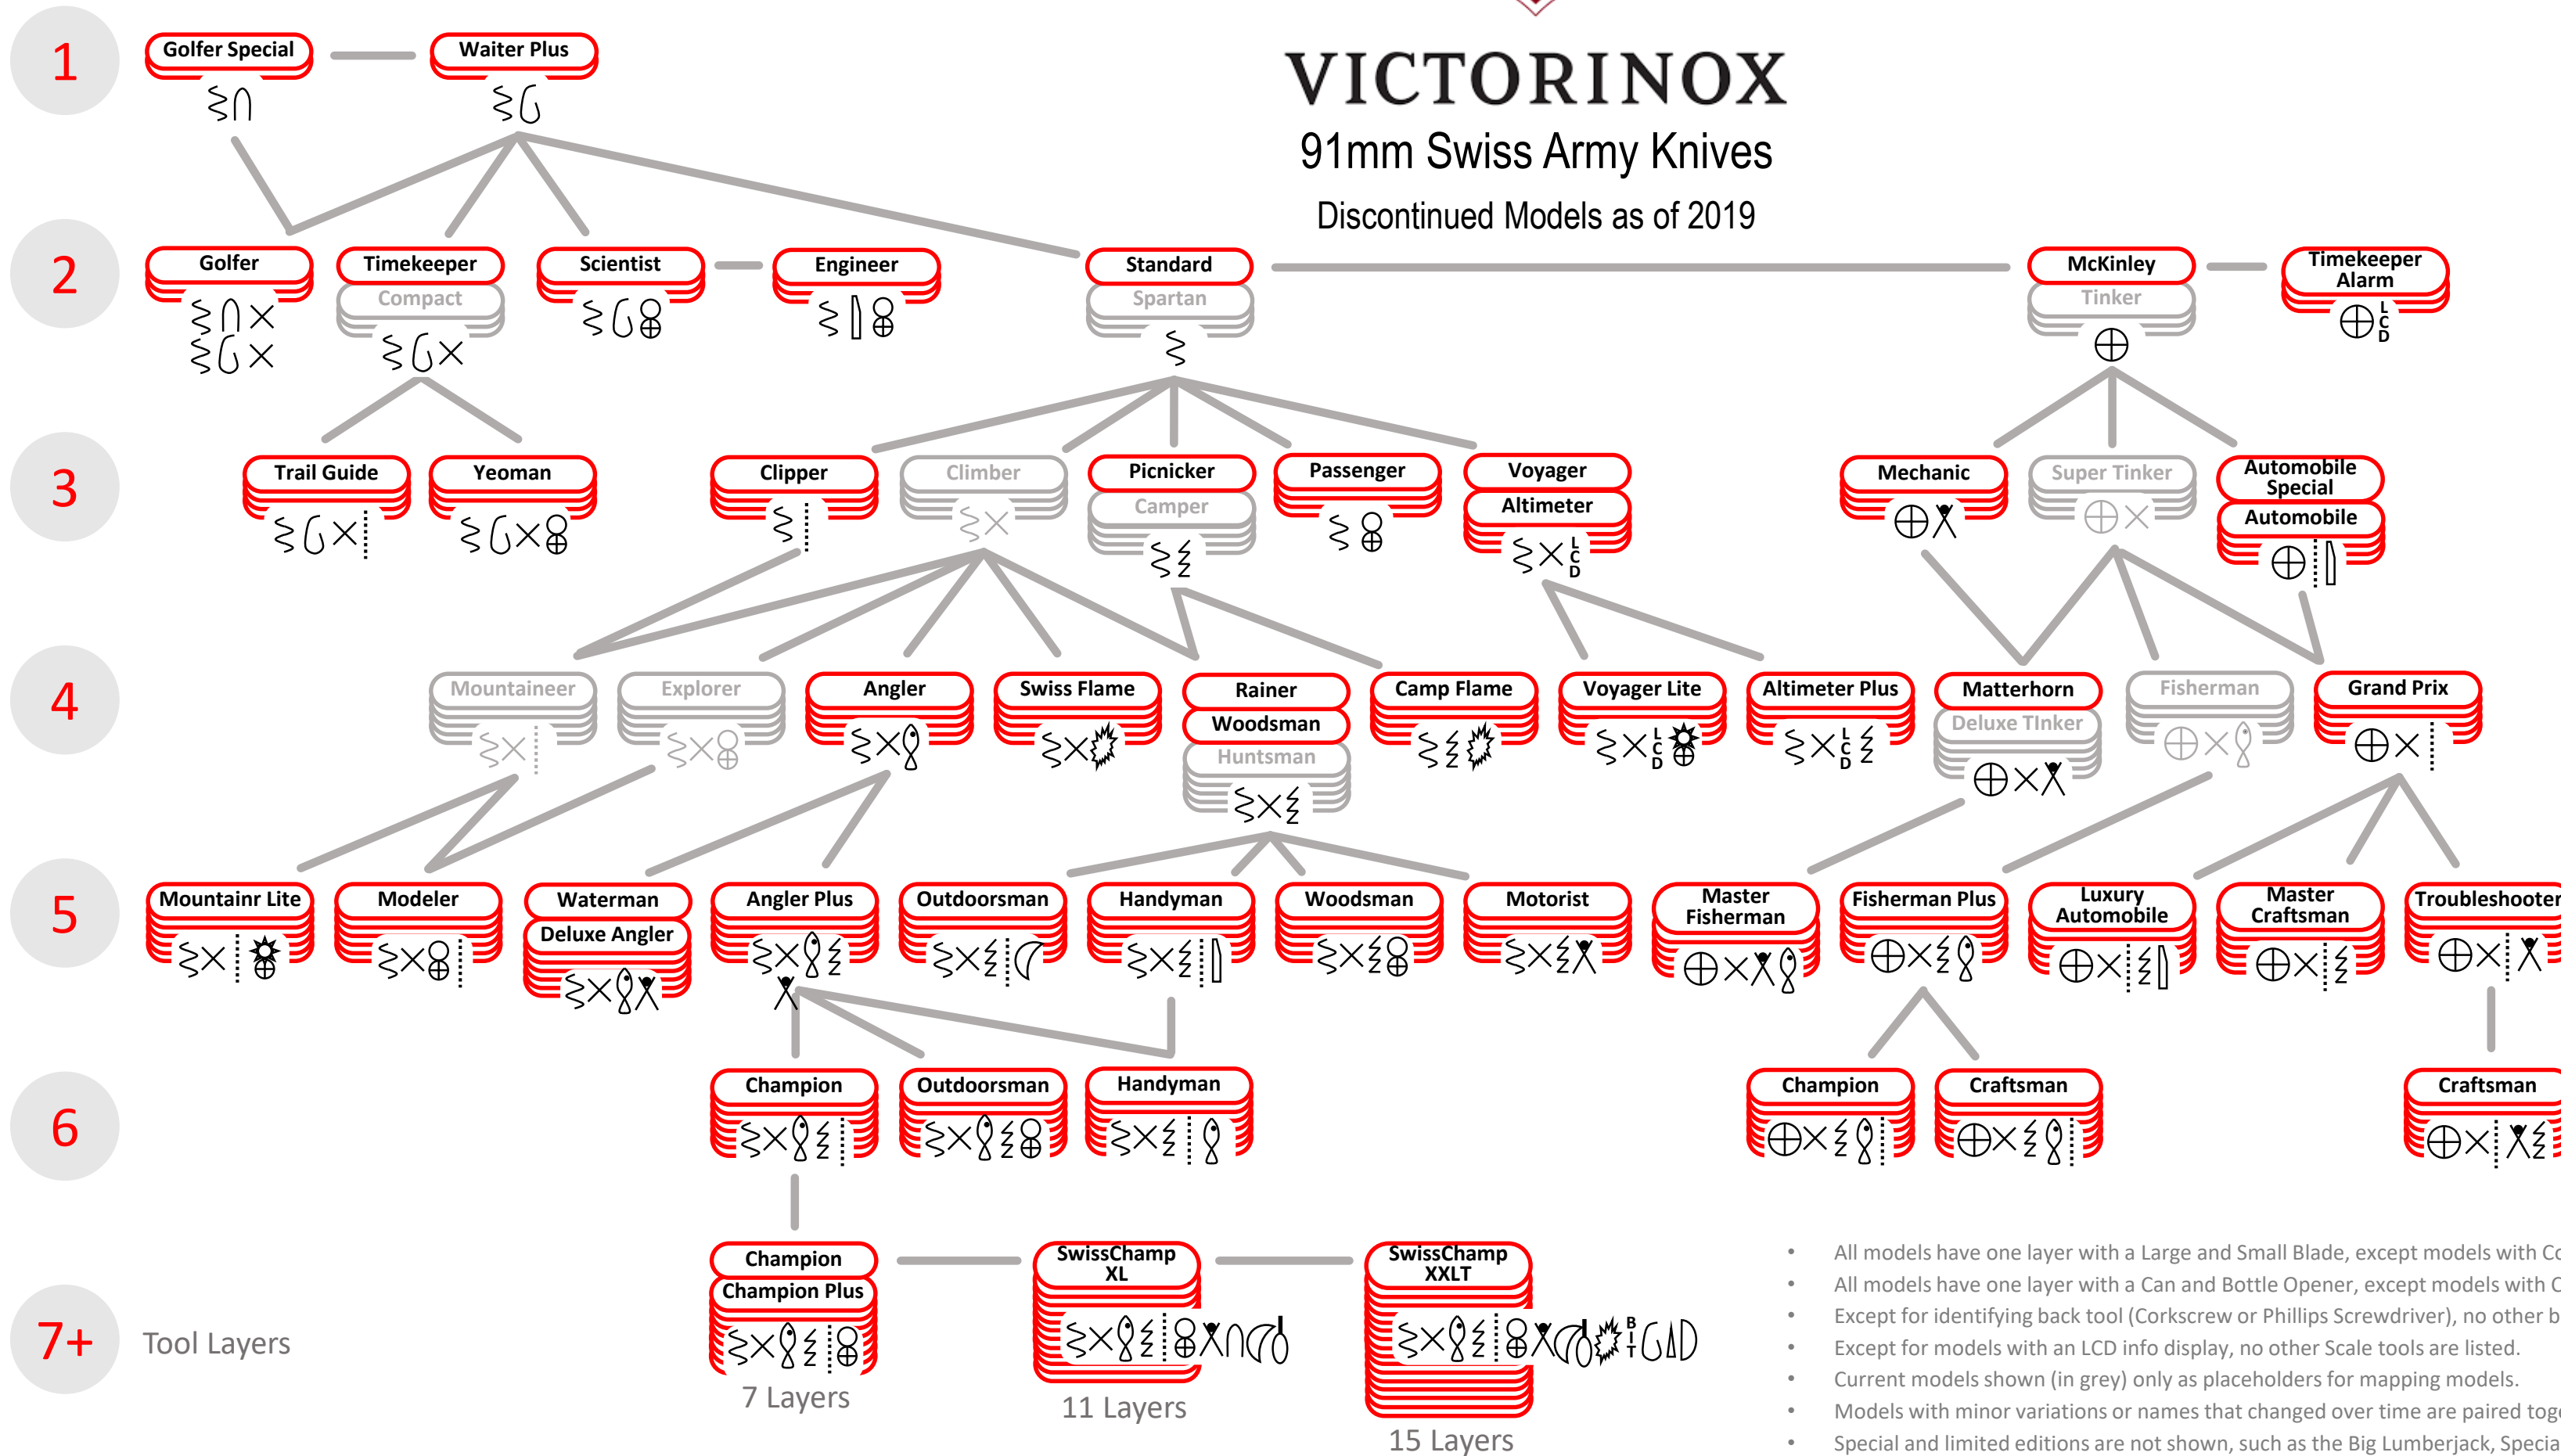 1
Golfer Special
Waiter Plus
VICTORINOX
91mm Swiss Army Knives
Discontinued Models as of 2019
2
Golfer
Timekeeper
Compact
Scientist
Engineer
Standard
Spartan
McKinley
Tinker
Timekeeper
Alarm
LCD
3
Trail Guide
Yeoman
Clipper
Climber
Picnicker
Camper
Passenger
Voyager
Altimeter
LCD
Mechanic
Super Tinker
Automobile
Special
Automobile
4
Mountaineer
Explorer
Angler
Swiss Flame
Rainer
Woodsman
Huntsman
Camp Flame
Voyager Lite
LCD
Altimeter Plus
LCD
Matterhorn
Deluxe TInker
Fisherman
Grand Prix
5
Mountainr Lite
Modeler
Waterman
Deluxe Angler
Angler Plus
Outdoorsman
Handyman
Woodsman
Motorist
Master
Fisherman
Fisherman Plus
Luxury
Automobile
Master
Craftsman
Troubleshooter
6
Champion
Outdoorsman
Handyman
Champion
Craftsman
Craftsman
7+
Tool Layers
Champion
Champion Plus
7 Layers
SwissChamp
XL
11 Layers
SwissChamp
XXLT
BIT
15 Layers
• All models have one layer with a Large and Small Blade, except models with Co
• All models have one layer with a Can and Bottle Opener, except models with C
• Except for identifying back tool (Corkscrew or Phillips Screwdriver), no other b
• Except for models with an LCD info display, no other Scale tools are listed.
• Current models shown (in grey) only as placeholders for mapping models.
• Models with minor variations or names that changed over time are paired toge
• Special and limited editions are not shown, such as the Big Lumberjack, Specia